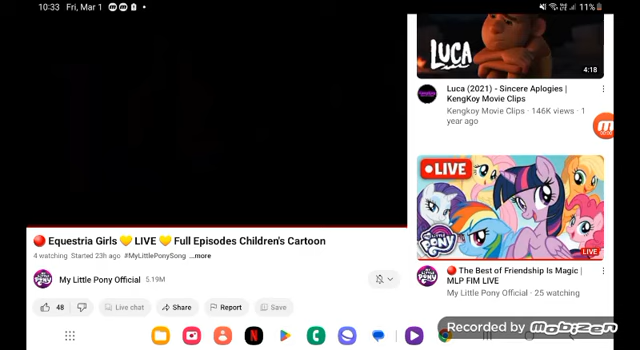 10:33 Fri, Mar 1
11%
LUCA
4:18
Luca (2021) - Sincere Aplogies |
KengKoy Movie Clips
Kengkoy Movie Clips · 146K views · 1
year ago
00:00
LIVE
My Little Pony
LIVE
🔴 Equestria Girls 💛 LIVE 💛 Full Episodes Children's Cartoon
4 watching Started 23h ago #MyLittlePonySong ...more
My Little Pony Official 5.19M
48
Live chat
Share
Report
Save
🔴 The Best of Friendship Is Magic |
MLP FIM LIVE
My Little Pony Official · 25 watching
N
Recorded by Mobizen